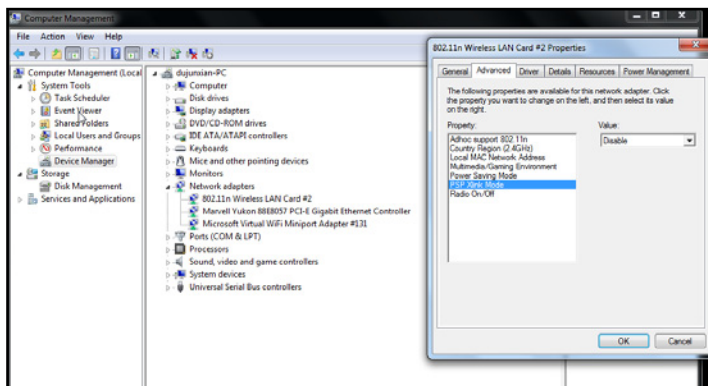 Computer Management
File Action View Help
Computer Management (Local
System Tools
Task Scheduler
Event Viewer
Shared Folders
Local Users and Groups
Performance
Device Manager
Storage
Disk Management
Services and Applications
dujunxian-PC
Computer
Disk drives
Display adapters
DVD/CD-ROM drives
IDE ATA/ATAPI controllers
Keyboards
Mice and other pointing devices
Monitors
Network adapters
802.11n Wireless LAN Card #2
Marvell Yukon 88E8057 PCI-E Gigabit Ethernet Controller
Microsoft Virtual WiFi Miniport Adapter #131
Ports (COM & LPT)
Processors
Sound, video and game controllers
System devices
Universal Serial Bus controllers
802.11n Wireless LAN Card #2 Properties
General Advanced Driver Details Resources Power Management
The following properties are available for this network adapter. Click
the property you want to change on the left, and then select its value
on the right.
Property:
Value:
Adhoc support 802.11n
Country Region (2.4GHz)
Local MAC Network Address
Multimedia/Gaming Environment
Power Saving Mode
PSP Xlink Mode
Radio On/Off
Disable
OK Cancel